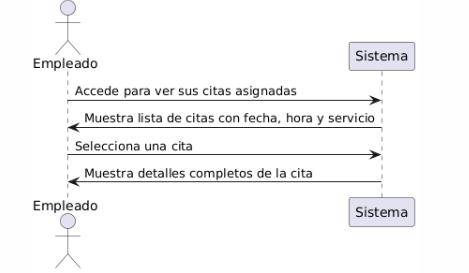 Empleado
Sistema
Accede para ver sus citas asignadas
Muestra lista de citas con fecha, hora y servicio
Selecciona una cita
Muestra detalles completos de la cita
Empleado
Sistema